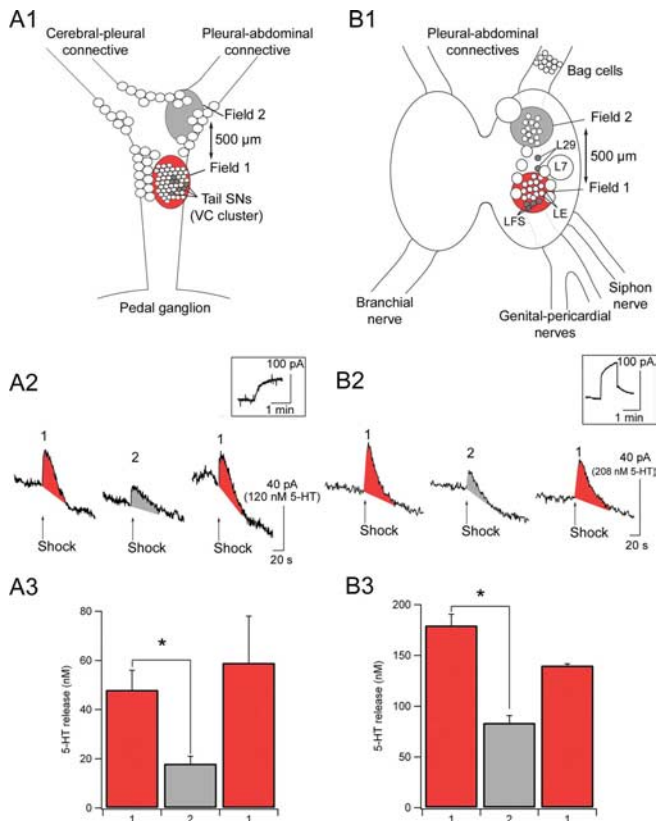 A1
Cerebral-pleural
connective
Pleural-abdominal
connective
Field 2
500 µm
Field 1
Tail SNs
(VC cluster)
Pedal ganglion
B1
Pleural-abdominal
connectives
Bag cells
Field 2
L29
500 µm
L7
Field 1
LFS
LE
Branchial
nerve
Siphon
nerve
Genital-pericardial
nerves
A2
100 pA
1 min
1
2
1
40 pA
(120 nM 5-HT)
Shock
Shock
Shock
20 s
B2
100 pA
1 min
1
2
1
40 pA
(208 nM 5-HT)
Shock
Shock
Shock
20 s
A3
5-HT release (nM)
80
60
40
20
0
*
1
2
1
B3
5-HT release (nM)
200
150
100
50
0
*
1
2
1